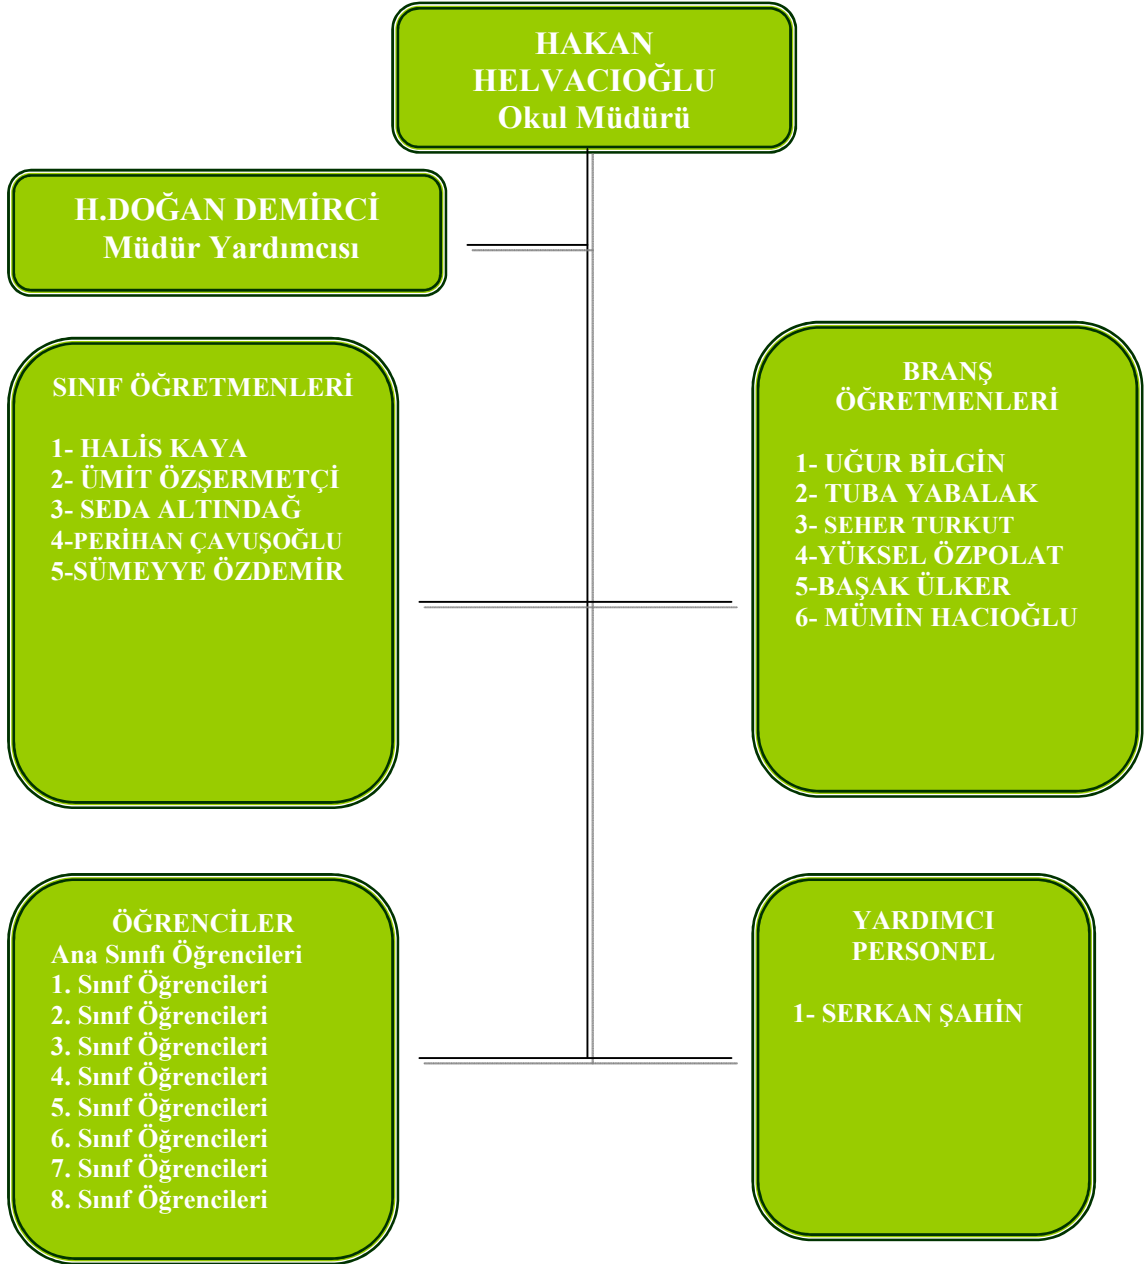 HAKAN
HELVACIOĞLU
Okul Müdürü
H.DOĞAN DEMİRCİ
Müdür Yardımcısı
SINIF ÖĞRETMENLERİ
1- HALİS KAYA
2- ÜMİT ÖZŞERMETÇİ
3- SEDA ALTINDAĞ
4-PERİHAN ÇAVUŞOĞLU
5-SÜMEYYE ÖZDEMİR
BRANŞ
ÖĞRETMENLERİ
1- UĞUR BİLGİN
2- TUBA YABALAK
3- SEHER TURKUT
4-YÜKSEL ÖZPOLAT
5-BAŞAK ÜLKER
6- MÜMİN HACIOĞLU
ÖĞRENCİLER
Ana Sınıfı Öğrencileri
1. Sınıf Öğrencileri
2. Sınıf Öğrencileri
3. Sınıf Öğrencileri
4. Sınıf Öğrencileri
5. Sınıf Öğrencileri
6. Sınıf Öğrencileri
7. Sınıf Öğrencileri
8. Sınıf Öğrencileri
YARDIMCI
PERSONEL
1- SERKAN ŞAHİN